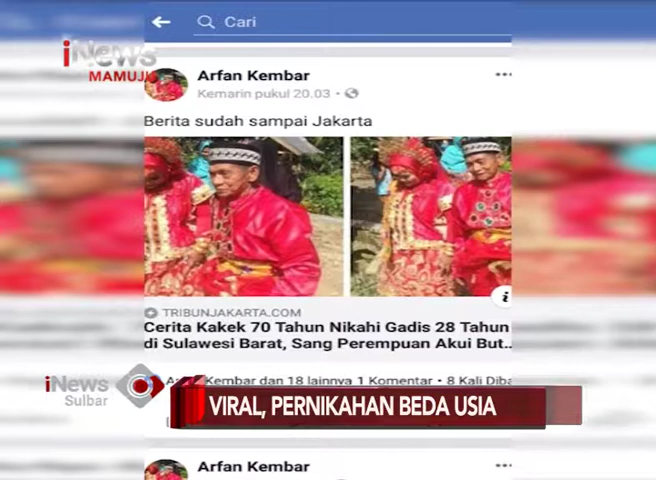 Cari
iNews
MAMUJU
Arfan Kembar
Kemarin pukul 20.03
Berita sudah sampai Jakarta
TRIBUNJAKARTA.COM
Cerita Kakek 70 Tahun Nikahi Gadis 28 Tahun
di Sulawesi Barat, Sang Perempuan Akui But...
Kembar dan 18 lainnya 1 Komentar • 8 Kali Diba
iNews
Sulbar
VIRAL, PERNIKAHAN BEDA USIA
Arfan Kembar